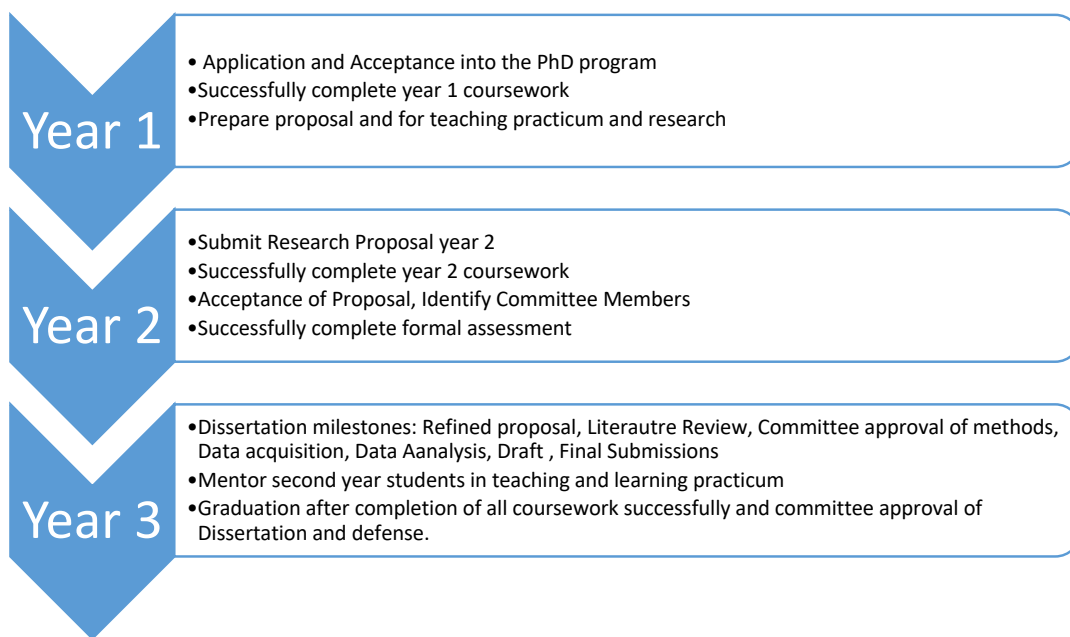 Year 1
• Application and Acceptance into the PhD program
•Successfully complete year 1 coursework
•Prepare proposal and for teaching practicum and research
Year 2
•Submit Research Proposal year 2
•Successfully complete year 2 coursework
•Acceptance of Proposal, Identify Committee Members
•Successfully complete formal assessment
Year 3
•Dissertation milestones: Refined proposal, Literautre Review, Committee approval of methods,
Data acquisition, Data Aanalysis, Draft , Final Submissions
•Mentor second year students in teaching and learning practicum
•Graduation after completion of all coursework successfully and committee approval of
Dissertation and defense.